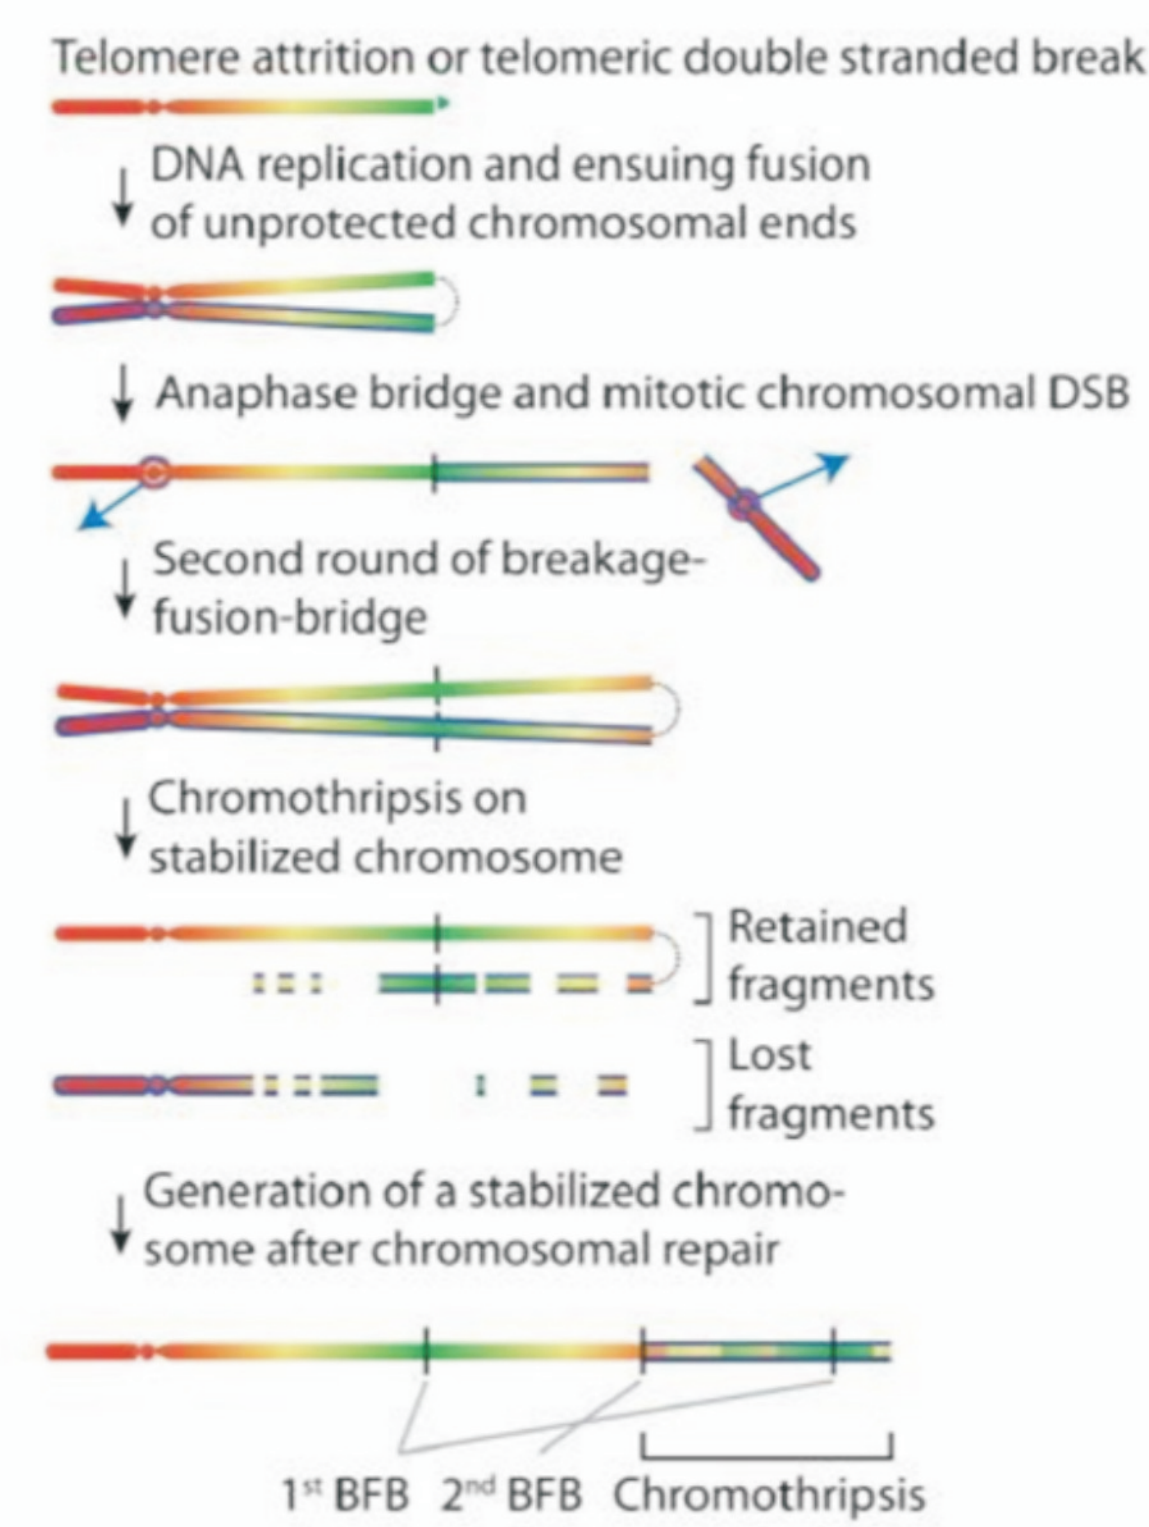 Telomere attrition or telomeric double stranded break
DNA replication and ensuing fusion
of unprotected chromosomal ends
Anaphase bridge and mitotic chromosomal DSB
Second round of breakage-
fusion-bridge
Chromothripsis on
stabilized chromosome
Retained
fragments
Lost
fragments
Generation of a stabilized chromo-
some after chromosomal repair
1st BFB 2nd BFB Chromothripsis